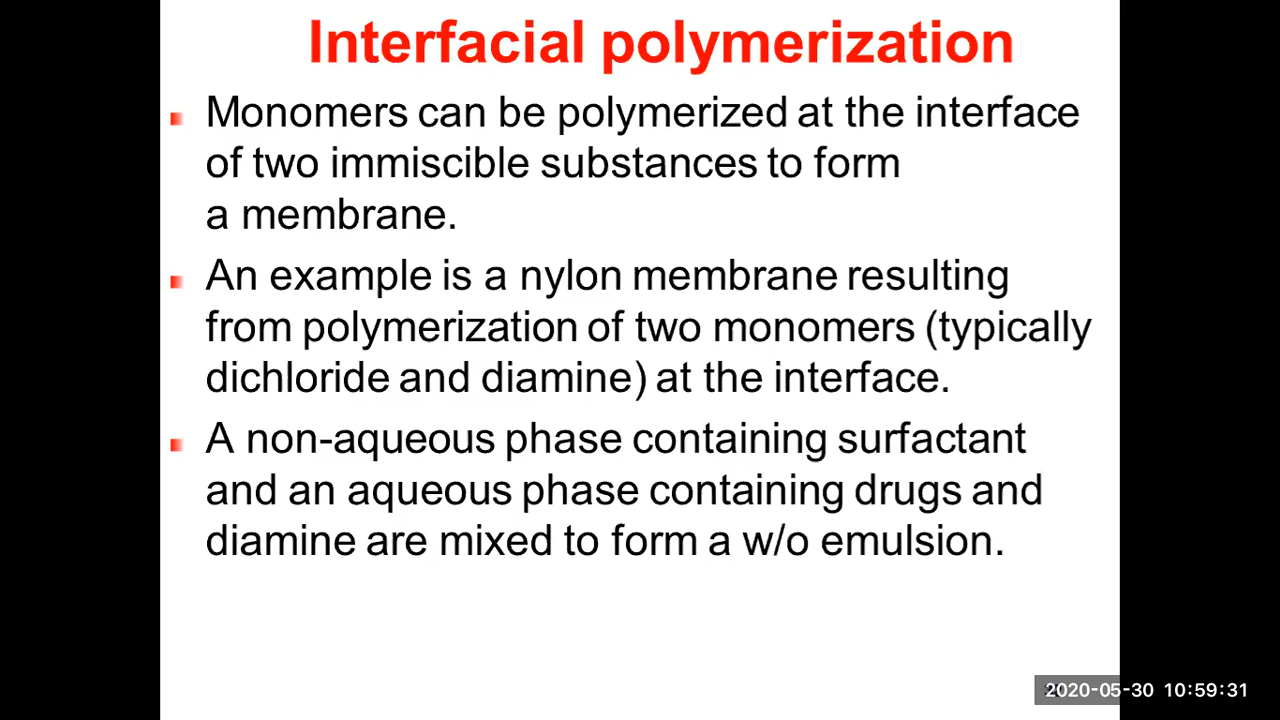 Interfacial polymerization
Monomers can be polymerized at the interface
of two immiscible substances to form
a membrane.
An example is a nylon membrane resulting
from polymerization of two monomers (typically
dichloride and diamine) at the interface.
A non-aqueous phase containing surfactant
and an aqueous phase containing drugs and
diamine are mixed to form a w/o emulsion.
2020-05-30 10:59:31